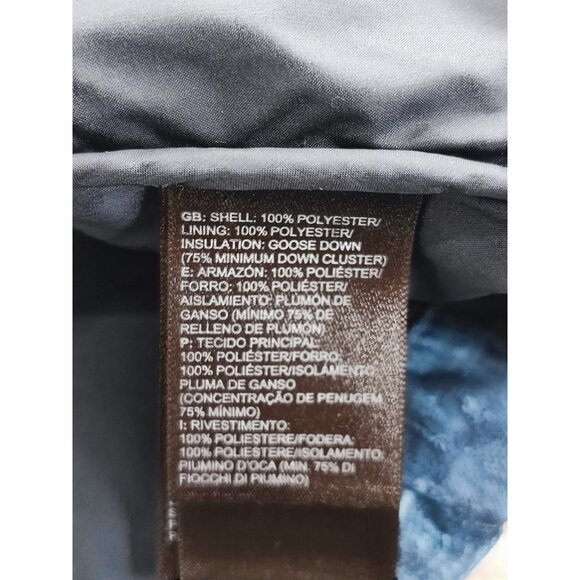 GB: SHELL: 100% POLYESTER/
LINING: 100% POLYESTER/
INSULATION: GOOSE DOWN
(75% MINIMUM DOWN CLUSTER)
E: ARMAZÓN: 100% POLIÉSTER/
FORRO: 100% POLIÉSTER/
AISLAMIENTO: PLUMÓN DE
GANSO (MÍNIMO 75% DE
RELLENO DE PLUMÓN)
P: TECIDO PRINCIPAL:
100% POLIÉSTER/FORRO:
100% POLIÉSTER/ISOLAMENTO:
PLUMA DE GANSO
(CONCENTRAÇÃO DE PENUGEM
75% MÍNIMO)
I: RIVESTIMENTO:
100% POLIESTERE/FODERA:
100% POLIESTERE/ISOLAMENTO:
PIUMINO D'OCA (MIN. 75% DI
FIOCCHI DI PIUMINO)